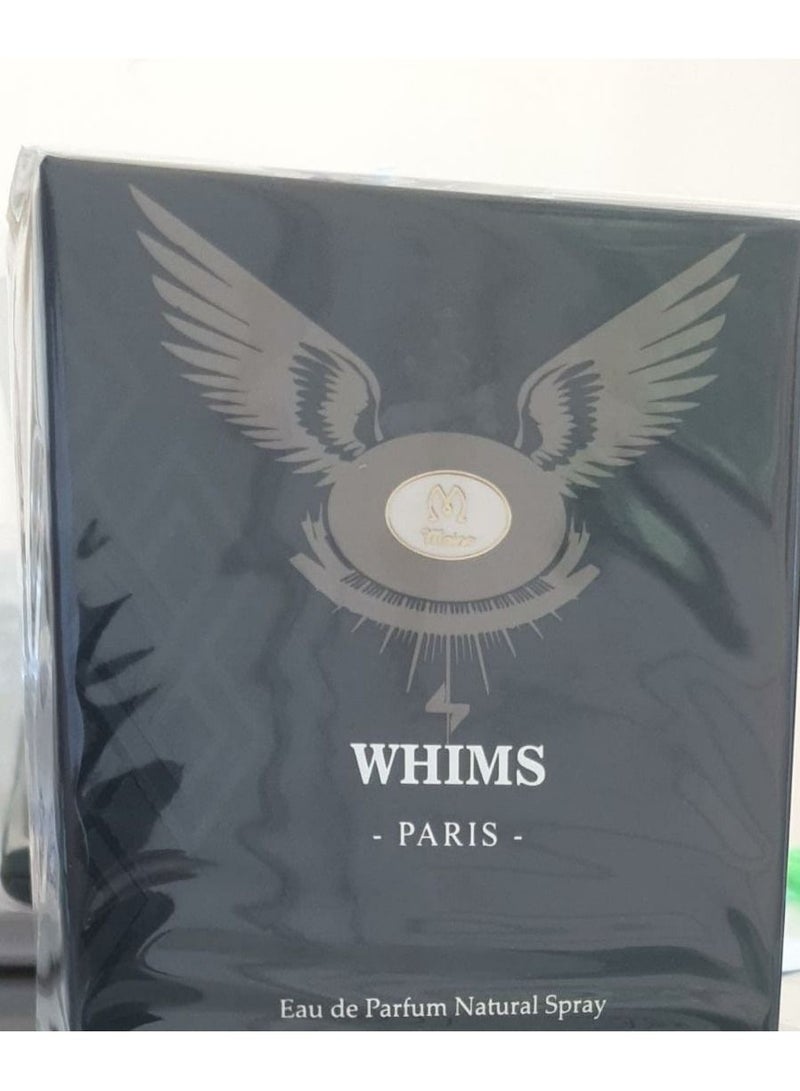 M
WHIMS
- PARIS -
Eau de Parfum Natural Spray